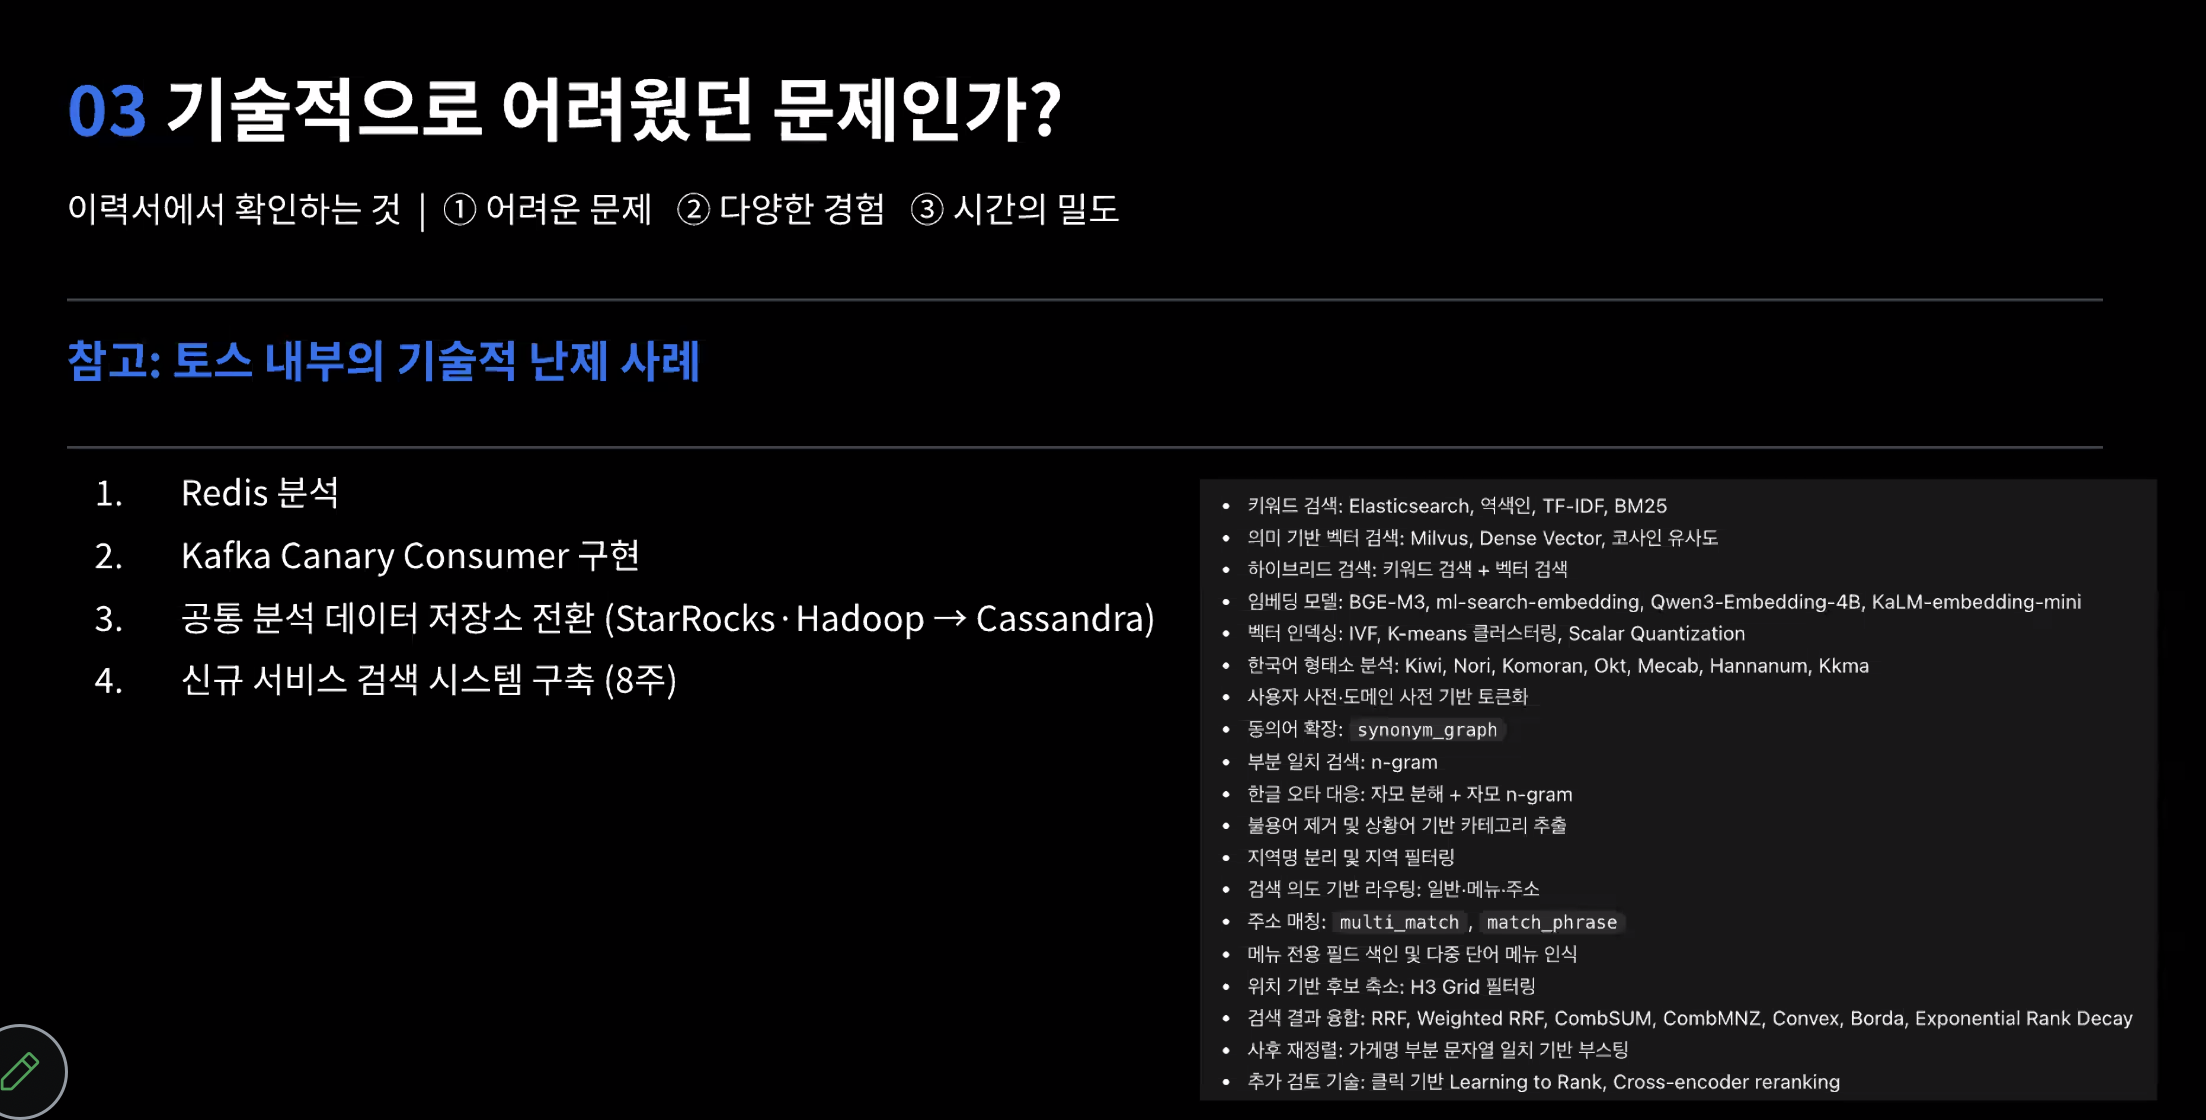 03 기술적으로 어려웠던 문제인가?
이력서에서 확인하는 것 | ① 어려운 문제 ② 다양한 경험 ③ 시간의 밀도
참고: 토스 내부의 기술적 난제 사례
1. Redis 분석
2. Kafka Canary Consumer 구현
3. 공통 분석 데이터 저장소 전환 (StarRocks·Hadoop → Cassandra)
4. 신규 서비스 검색 시스템 구축 (8주)
• 키워드 검색: Elasticsearch, 역색인, TF-IDF, BM25
• 의미 기반 벡터 검색: Milvus, Dense Vector, 코사인 유사도
• 하이브리드 검색: 키워드 검색 + 벡터 검색
• 임베딩 모델: BGE-M3, ml-search-embedding, Qwen3-Embedding-4B, KaLM-embedding-mini
• 벡터 인덱싱: IVF, K-means 클러스터링, Scalar Quantization
• 한국어 형태소 분석: Kiwi, Nori, Komoran, Okt, Mecab, Hannanum, Kkma
• 사용자 사전·도메인 사전 기반 토큰화
• 동의어 확장: synonym_graph
• 부분 일치 검색: n-gram
• 한글 오타 대응: 자모 분해 + 자모 n-gram
• 불용어 제거 및 상황어 기반 카테고리 추출
• 지역명 분리 및 지역 필터링
• 검색 의도 기반 라우팅: 일반·메뉴·주소
• 주소 매칭: multi_match, match_phrase
• 메뉴 전용 필드 색인 및 다중 단어 메뉴 인식
• 위치 기반 후보 축소: H3 Grid 필터링
• 검색 결과 융합: RRF, Weighted RRF, CombSUM, CombMNZ, Convex, Borda, Exponential Rank Decay
• 사후 재정렬: 가게명 부분 문자열 일치 기반 부스팅
• 추가 검토 기술: 클릭 기반 Learning to Rank, Cross-encoder reranking